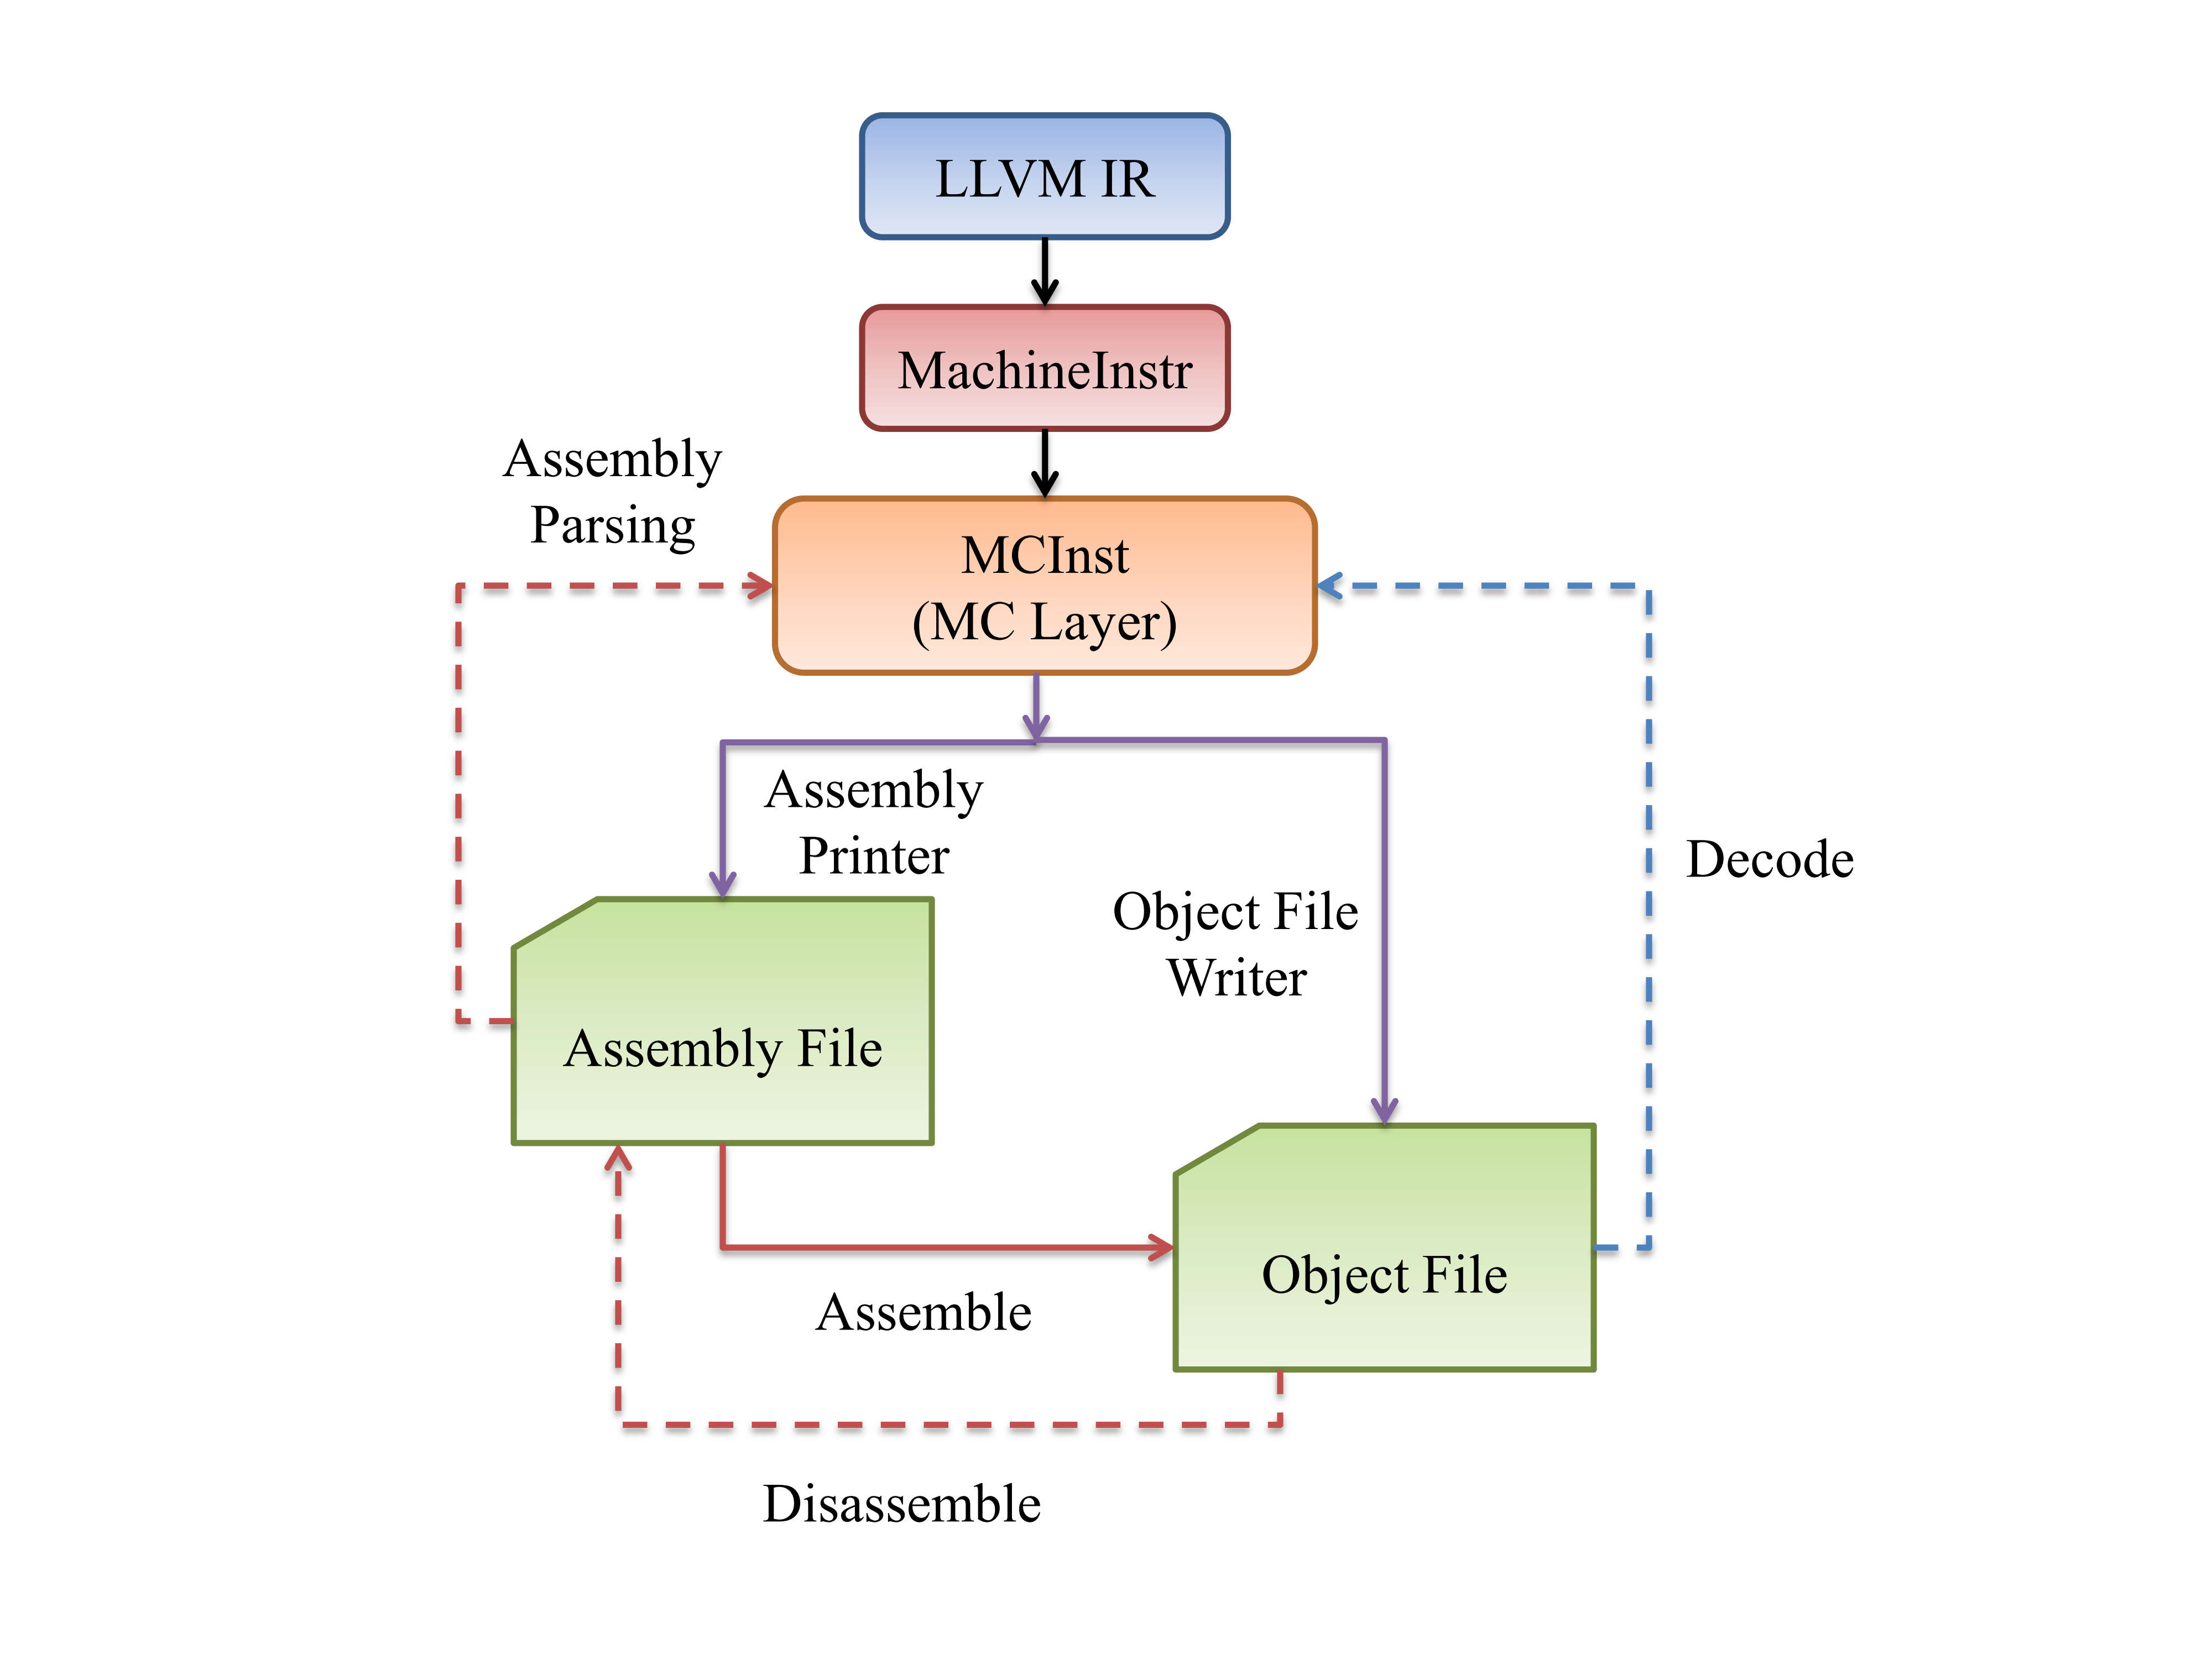 LLVM IR
MachineInstr
Assembly
Parsing
MCInst
(MC Layer)
Assembly
Printer
Decode
Object File
Writer
Assembly File
Object File
Assemble
Disassemble